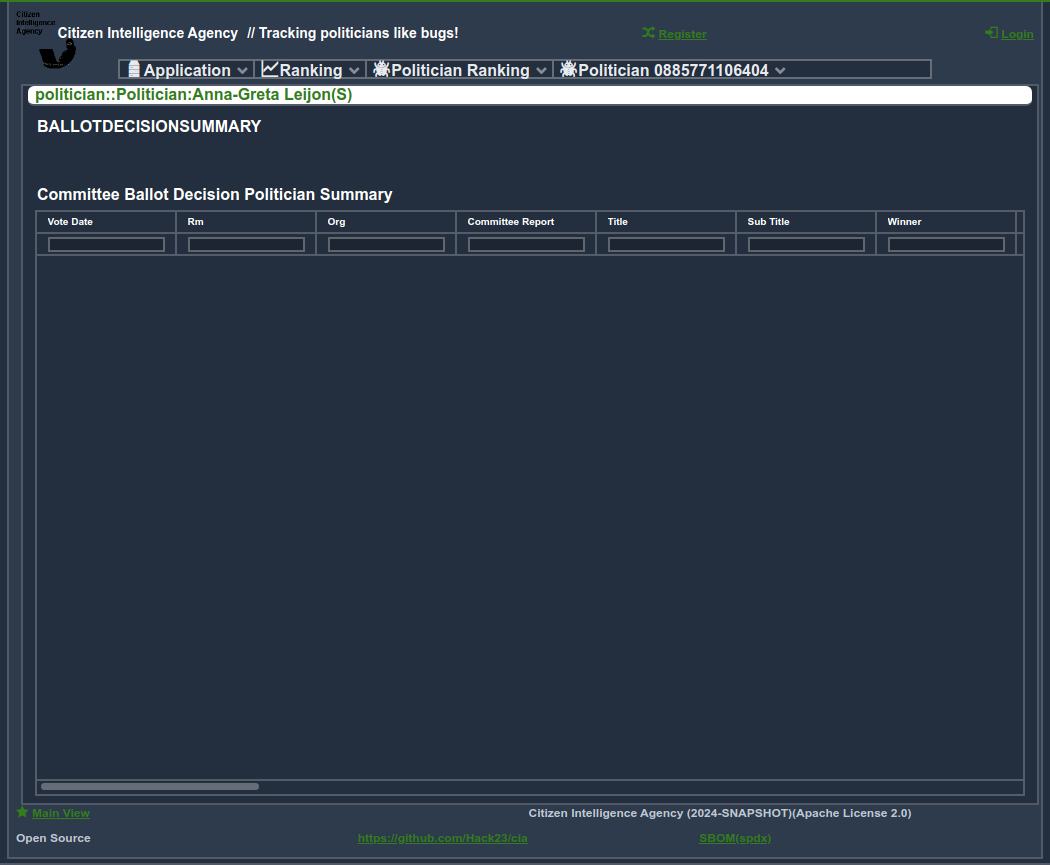 Citizen
Intelligence
Agency
Citizen Intelligence Agency // Tracking politicians like bugs!
Register
Login
Application
Ranking
Politician Ranking
Politician 0885771106404
politician::Politician:Anna-Greta Leijon(S)
BALLOTDECISIONSUMMARY
Committee Ballot Decision Politician Summary
Vote Date Rm Org Committee Report Title Sub Title Winner
Main View
Citizen Intelligence Agency (2024-SNAPSHOT)(Apache License 2.0)
Open Source
https://github.com/Hack23/cia
SBOM(spdx)